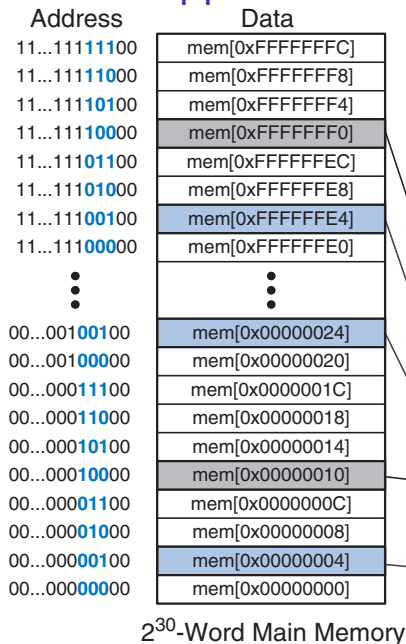 Address Data
11...11111100 mem[0xFFFFFFFC]
11...11111000 mem[0xFFFFFFF8]
11...11110100 mem[0xFFFFFFF4]
11...11110000 mem[0xFFFFFFF0]
11...11101100 mem[0xFFFFFFEC]
11...11101000 mem[0xFFFFFFE8]
11...11100100 mem[0xFFFFFFE4]
11...11100000 mem[0xFFFFFFE0]
00...00100100 mem[0x00000024]
00...00100000 mem[0x00000020]
00...00011100 mem[0x0000001C]
00...00011000 mem[0x00000018]
00...00010100 mem[0x00000014]
00...00010000 mem[0x00000010]
00...00001100 mem[0x0000000C]
00...00001000 mem[0x00000008]
00...00000100 mem[0x00000004]
00...00000000 mem[0x00000000]
2³⁰-Word Main Memory